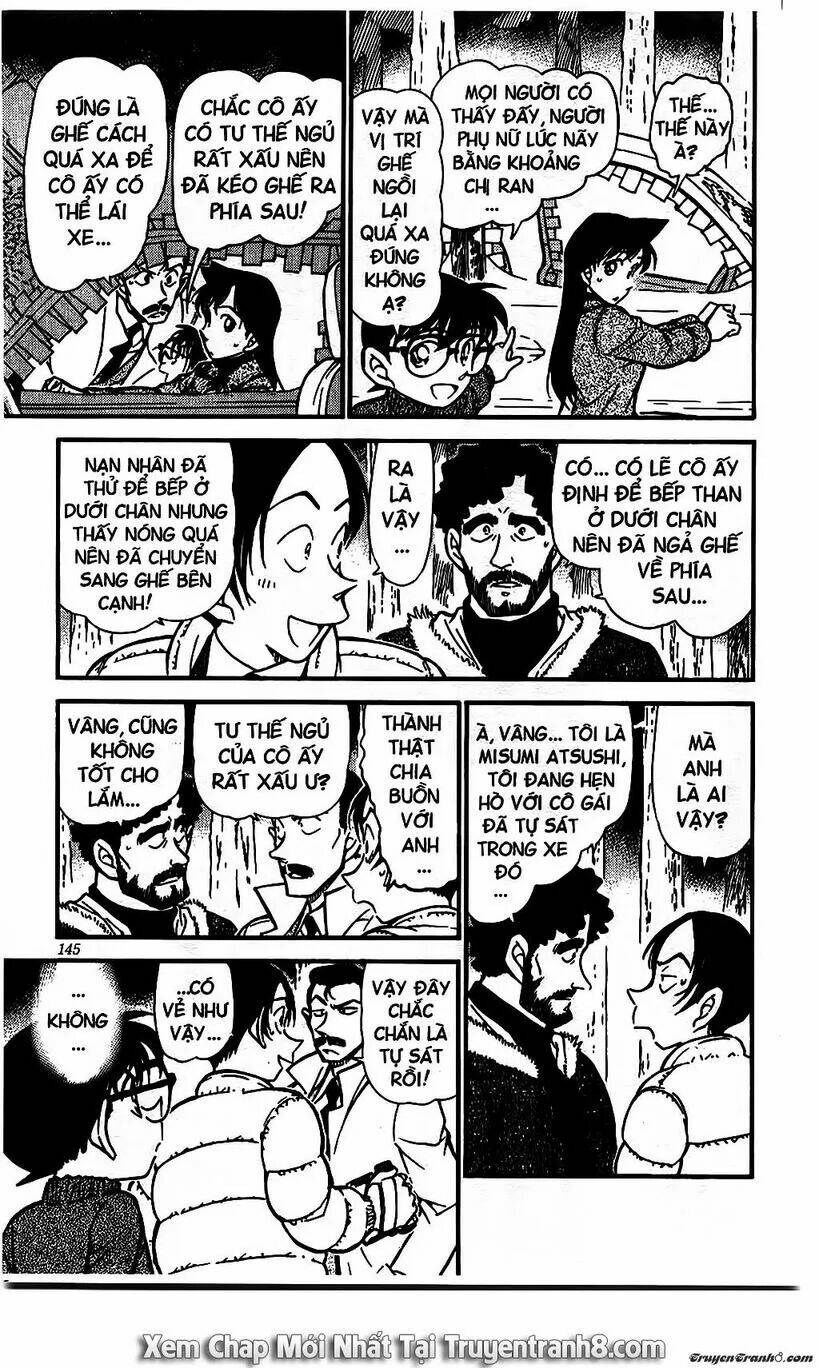 THẾ...
THẾ NÀY
À?
MỌI NGƯỜI CÓ
THẤY ĐẤY, NGƯỜI
PHỤ NỮ LÚC NÃY
BẰNG KHOẢNG
CHỊ RAN
...
VẬY MÀ
VỊ TRÍ
GHẾ
NGỒI
LẠI
QUÁ XA
ĐÚNG
KHÔNG
Ạ?
CHẮC CÔ ẤY
CÓ TƯ THẾ NGỦ
RẤT XẤU NÊN
ĐÃ KÉO GHẾ RA
PHÍA SAU!
ĐÚNG LÀ
GHẾ CÁCH
QUÁ XA ĐỂ
CÔ ẤY CÓ
THỂ LÁI
XE...
CÓ... CÓ LẼ CÔ ẤY
ĐỊNH ĐỂ BẾP THAN
Ở DƯỚI CHÂN
NÊN ĐÃ NGẢ GHẾ
VỀ PHÍA
SAU...
RA
LÀ
VẬY
...
NẠN NHÂN ĐÃ
THỬ ĐỂ BẾP Ở
DƯỚI CHÂN NHƯNG
THẤY NÓNG QUÁ
NÊN ĐÃ CHUYỂN
SANG GHẾ BÊN
CẠNH!
MÀ
ANH
LÀ AI
VẬY?
À, VÂNG... TÔI LÀ
MISUMI ATSUSHI,
TÔI ĐANG HẸN
HÒ VỚI CÔ GÁI
ĐÃ TỰ SÁT
TRONG XE
ĐÓ
...
THÀNH
THẬT
CHIA
BUỒN
VỚI
ANH
...
TƯ THẾ NGỦ
CỦA CÔ ẤY
RẤT XẤU Ư?
VÂNG, CŨNG
KHÔNG
TỐT CHO
LẮM...
145
VẬY ĐÂY
CHẮC
CHẮN LÀ
TỰ SÁT
RỒI!
...CÓ
VẺ NHƯ
VẬY...
...
KHÔNG
...
Xem Chap Mới Nhất Tại Truyentranh8.com
TruyenTranh8.com